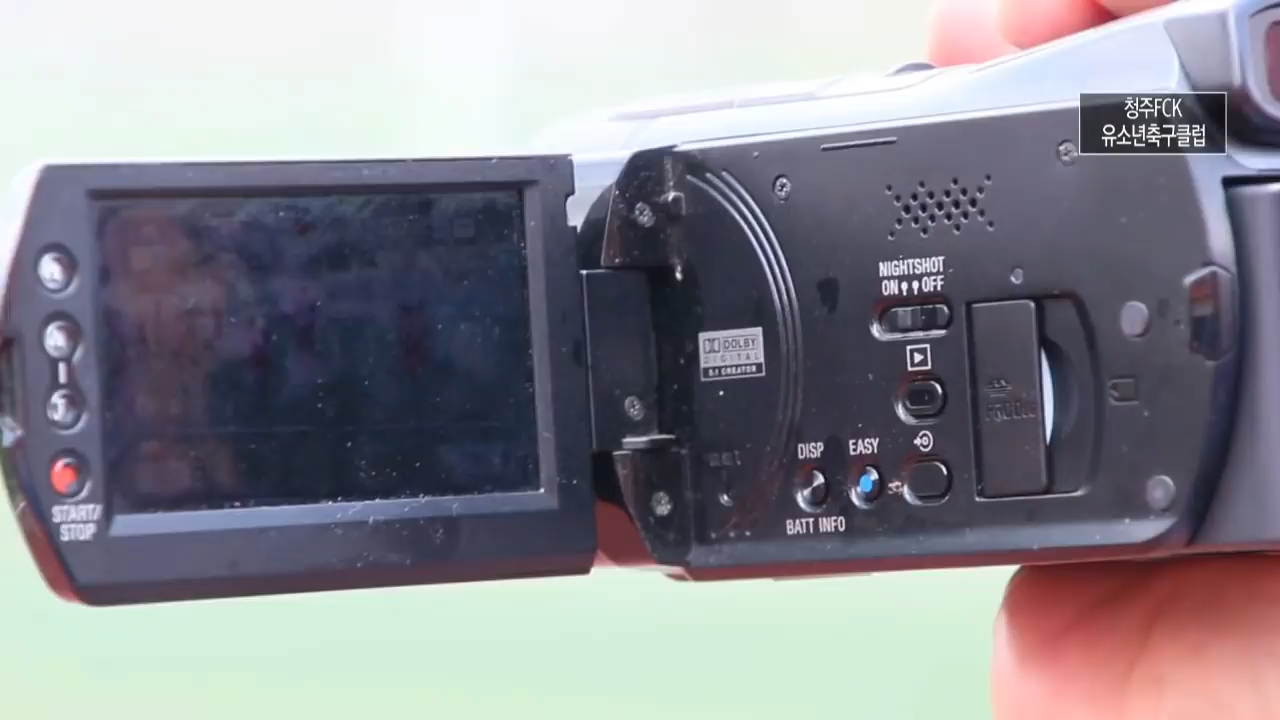 청주FCK
유소년축구클럽
NIGHTSHOT
ON OFF
DOLBY
DIGITAL
5.1 CREATOR
DISP
EASY
BATT INFO
START/
STOP